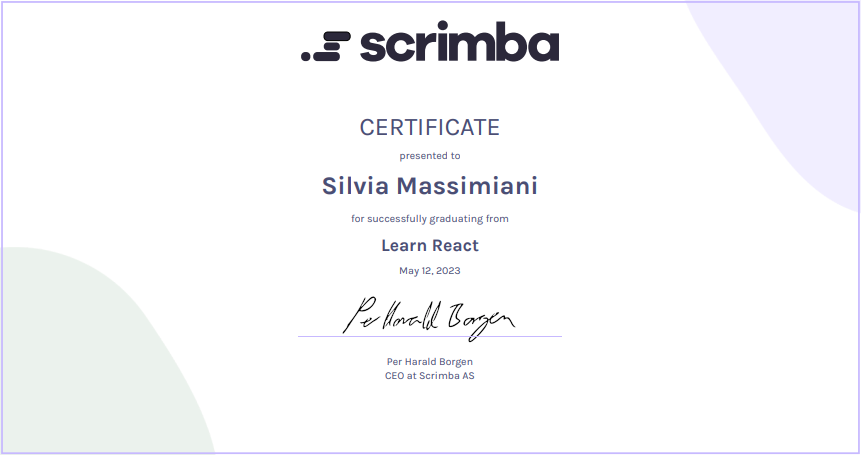 scrimba
CERTIFICATE
presented to
Silvia Massimiani
for successfully graduating from
Learn React
May 12, 2023
Per Harald Borgen
Per Harald Borgen
CEO at Scrimba AS